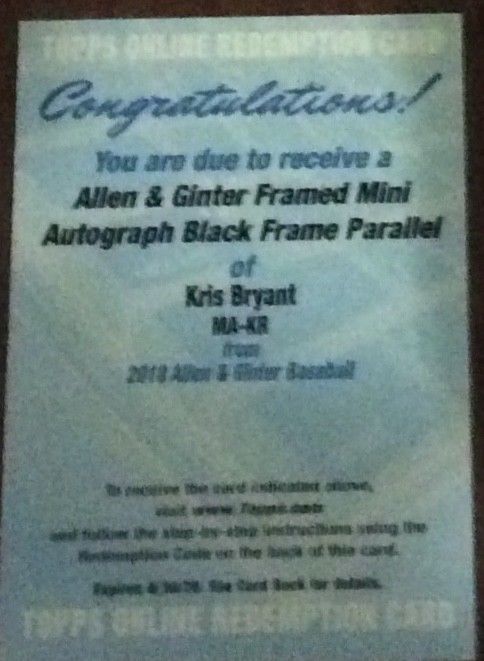 TOPPS ONLINE REDEMPTION CARD
Congratulations!
You are due to receive a
Allen & Ginter Framed Mini
Autograph Black Frame Parallel
of
Kris Bryant
MA-KR
from
2018 Allen & Ginter Baseball
To receive the card indicated above,
visit www.Topps.com
and follow the step-by-step instructions using the
Redemption Code on the back of this card.
Expires See Card Back for details.
TOPPS ONLINE REDEMPTION CARD